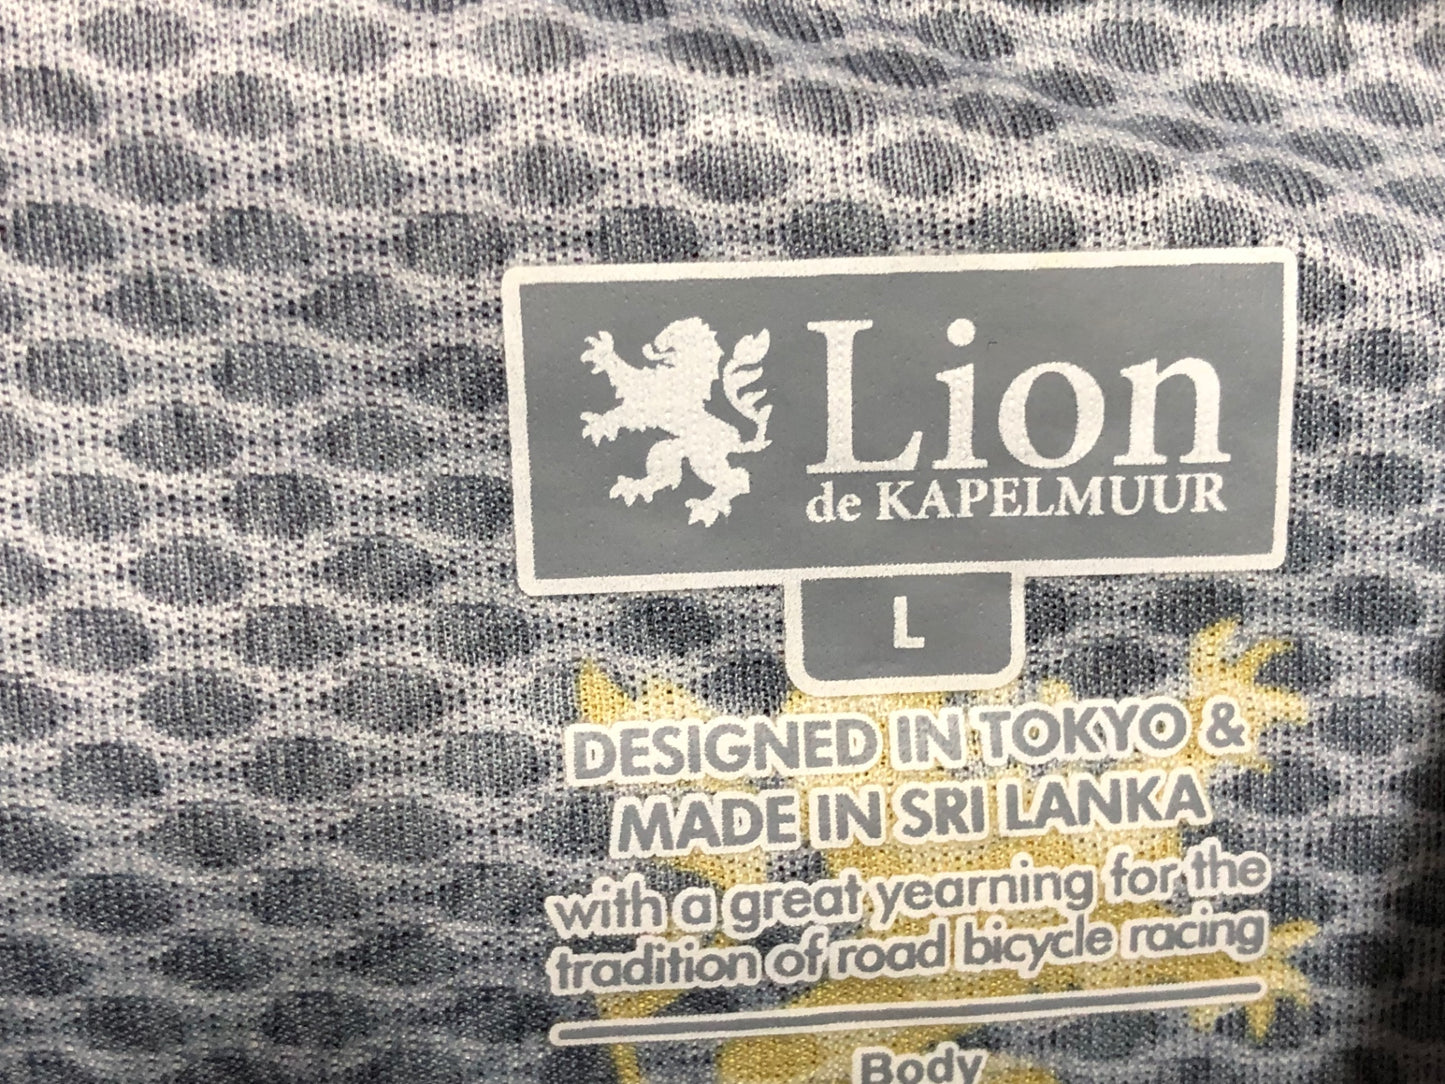 Lion
de KAPELMUUR
L
DESIGNED IN TOKYO &
MADE IN SRI LANKA
with a great yearning for the
tradition of road bicycle racing
Body